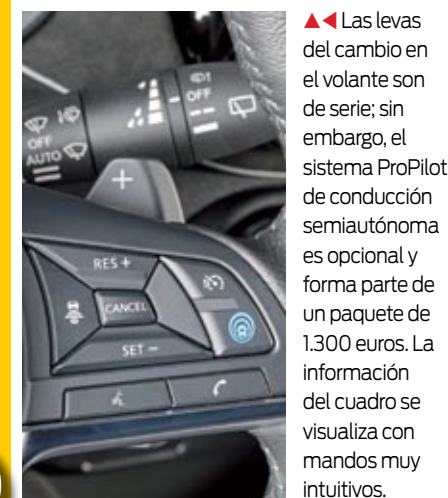 OFF
OFF
AUTO
+
RES +
CANCEL
SET −
▲◀ Las levas
del cambio en
el volante son
de serie; sin
embargo, el
sistema ProPilot
de conducción
semiautónoma
es opcional y
forma parte de
un paquete de
1.300 euros. La
información
del cuadro se
visualiza con
mandos muy
intuitivos.